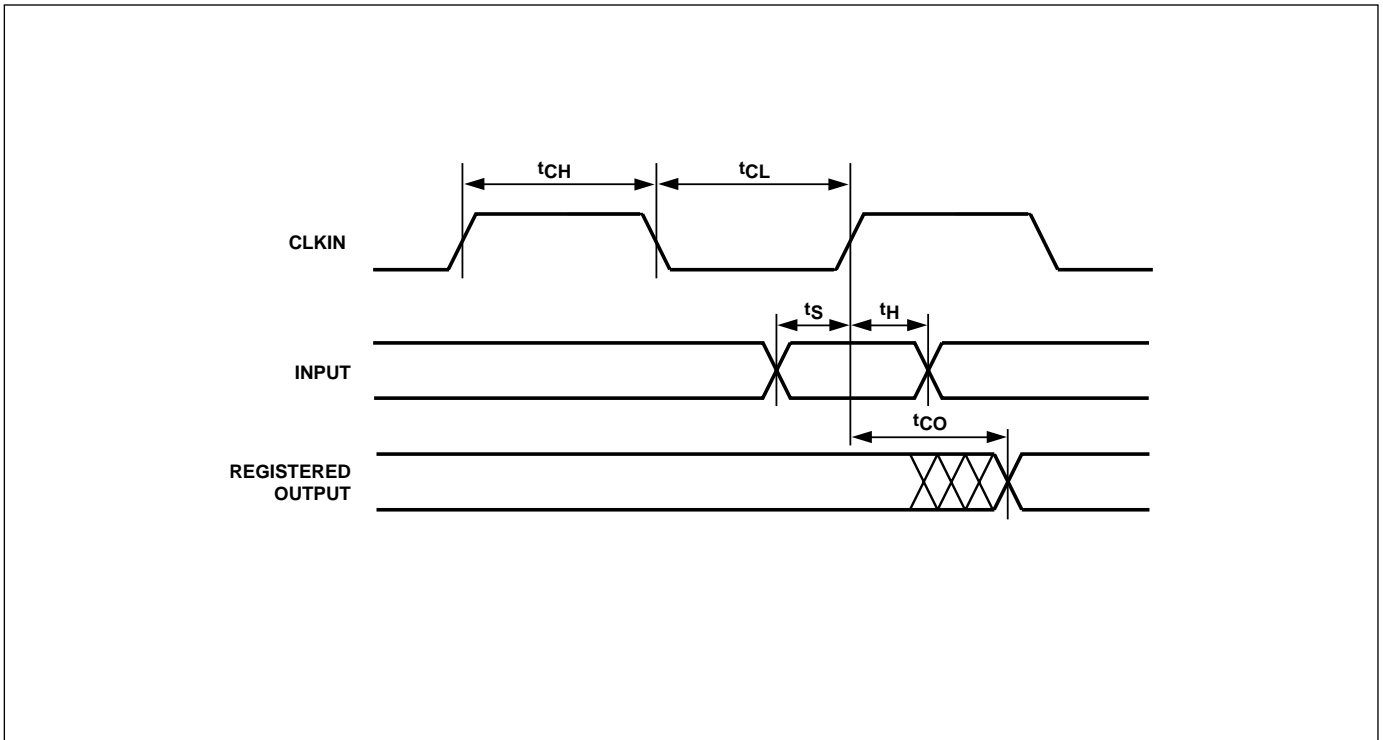 tCH
tCL
CLKIN
tS
tH
INPUT
tCO
REGISTERED
OUTPUT